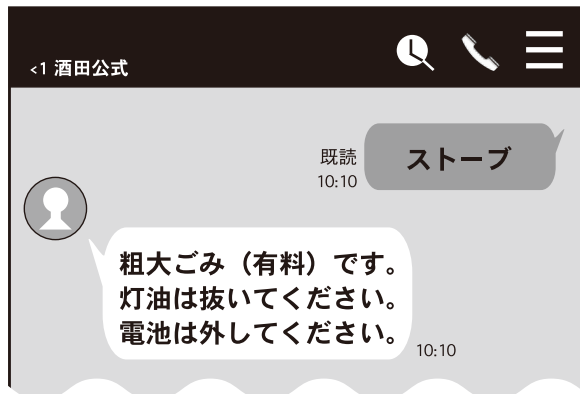 <1 酒田公式
ストーブ
既読
10:10
粗大ごみ（有料）です。
灯油は抜いてください。
電池は外してください。
10:10